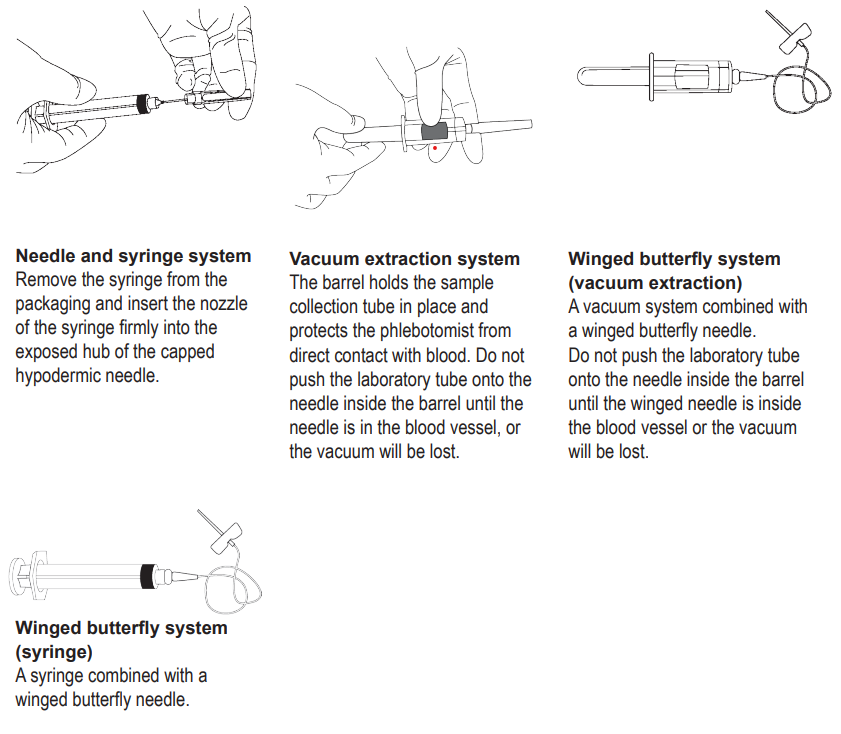 Needle and syringe system
Remove the syringe from the
packaging and insert the nozzle
of the syringe firmly into the
exposed hub of the capped
hypodermic needle.
Vacuum extraction system
The barrel holds the sample
collection tube in place and
protects the phlebotomist from
direct contact with blood. Do not
push the laboratory tube onto the
needle inside the barrel until the
needle is in the blood vessel, or
the vacuum will be lost.
Winged butterfly system
(vacuum extraction)
A vacuum system combined with
a winged butterfly needle.
Do not push the laboratory tube
onto the needle inside the barrel
until the winged needle is inside
the blood vessel or the vacuum
will be lost.
Winged butterfly system
(syringe)
A syringe combined with a
winged butterfly needle.